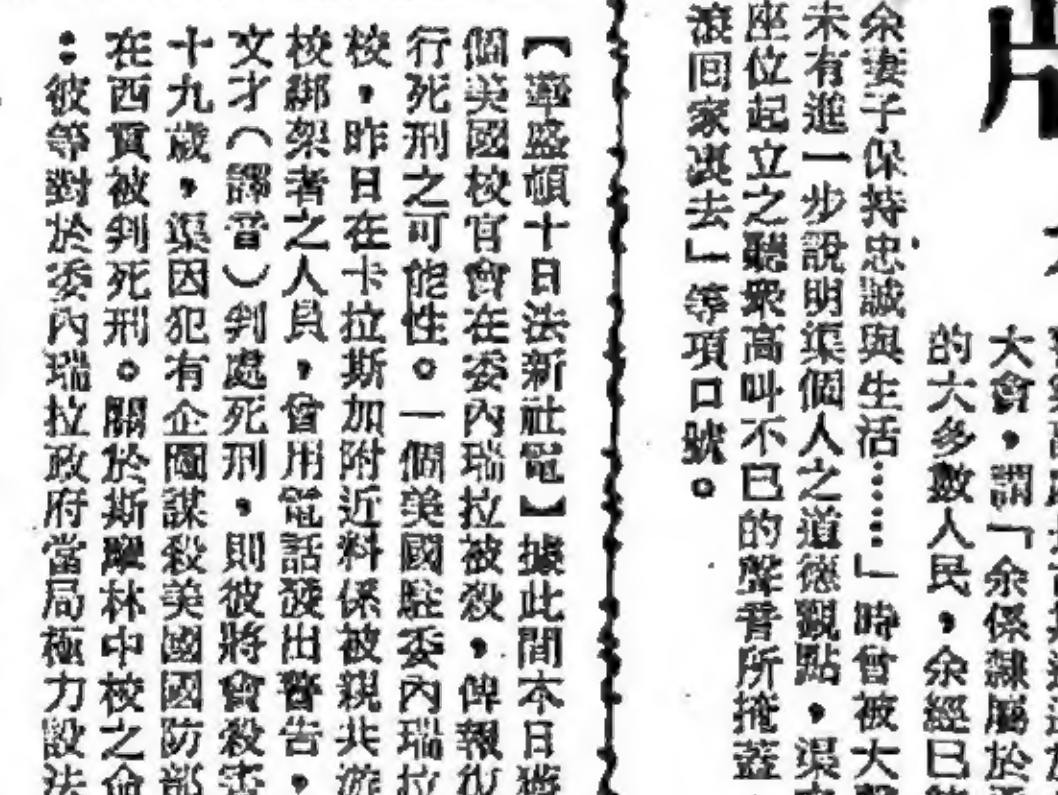 片
大會，謂「余係隸屬於
的大多數人民，余經已
余妻子保持忠誠與生活……」時曾被大聲
未有進一步說明渠個人之道德觀點，渠
座位起立之聽衆高叫不已的聲音所掩蓋
滾回家裏去」等項口號。
【華盛頓十日法新社電】據此間本日獲
個美國校官會在委內瑞拉被殺，俾報復
行死刑之可能性。一個美國駐委內瑞拉
校，昨日在卡拉斯加附近料係被親共游
校綁架者之人員，曾用電話發出警告，
文才（譯音）判處死刑，則彼將會殺害
十九歲，渠因犯有企圖謀殺美國國防部
在西貢被判死刑。關於斯摩林中校之命
：彼等對於委內瑞拉政府當局極力設法